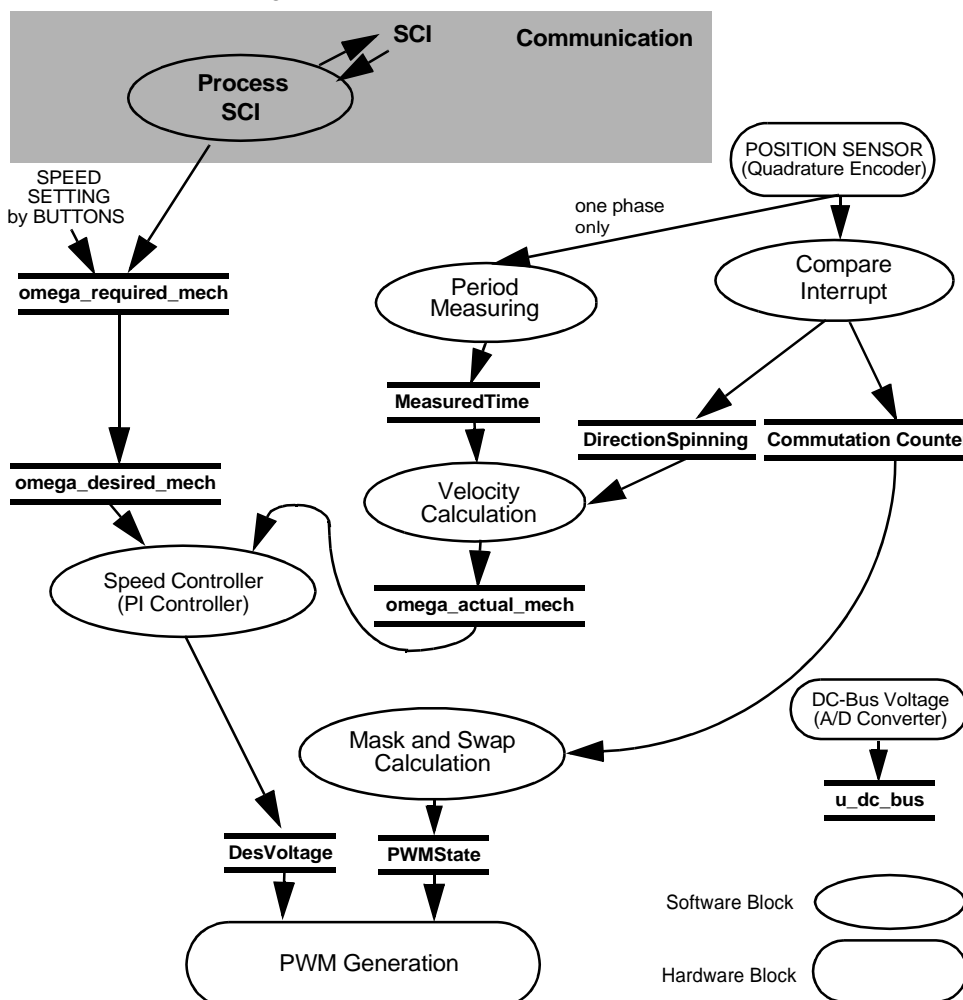 SCI
Communication
Process
SCI
POSITION SENSOR
(Quadrature Encoder)
SPEED
SETTING
by BUTTONS
one phase
only
omega_required_mech
Period
Measuring
Compare
Interrupt
MeasuredTime
DirectionSpinning
Commutation Counte
omega_desired_mech
Velocity
Calculation
Speed Controller
(PI Controller)
omega_actual_mech
DC-Bus Voltage
(A/D Converter)
Mask and Swap
Calculation
u_dc_bus
DesVoltage
PWMState
Software Block
PWM Generation
Hardware Block